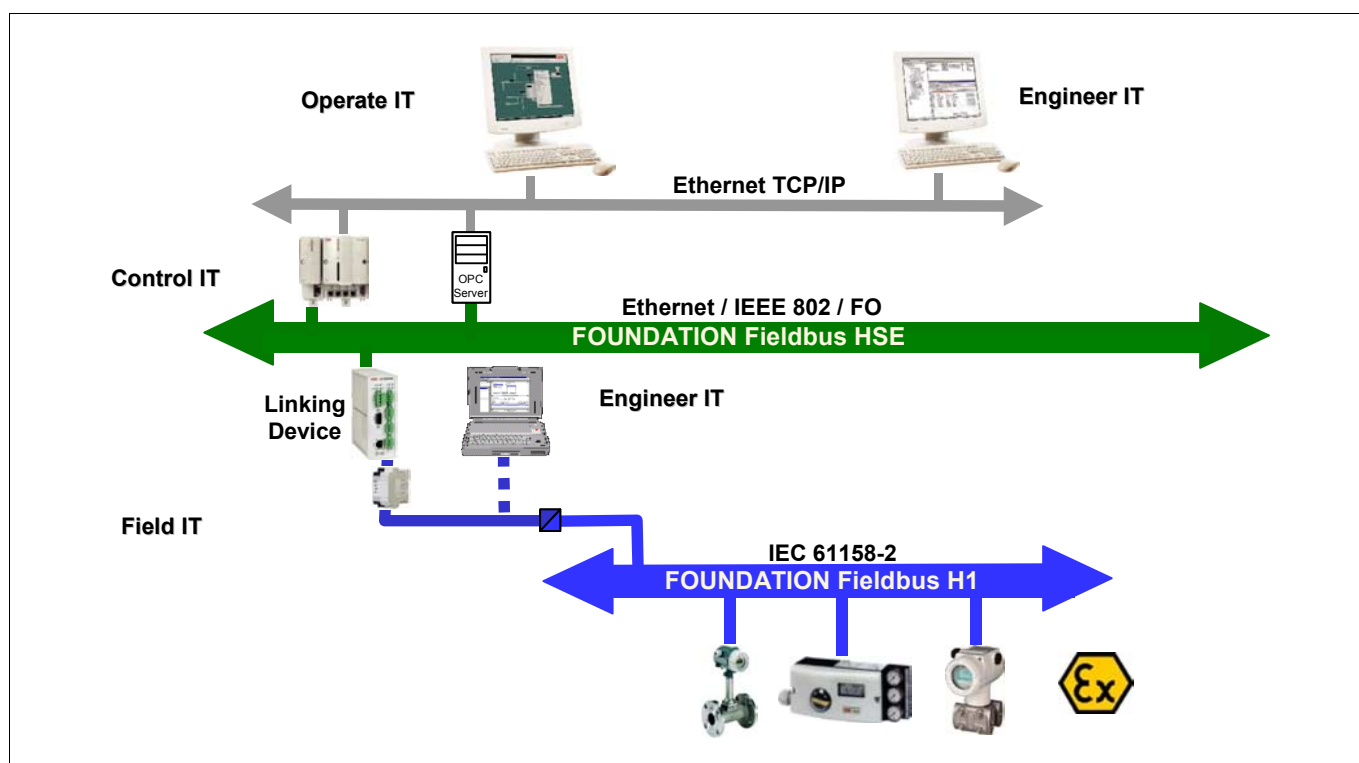 Operate IT
Engineer IT
Ethernet TCP/IP
Control IT
OPC
Server
Ethernet / IEEE 802 / FO
FOUNDATION Fieldbus HSE
Linking
Device
Engineer IT
Field IT
IEC 61158-2
FOUNDATION Fieldbus H1
Ex